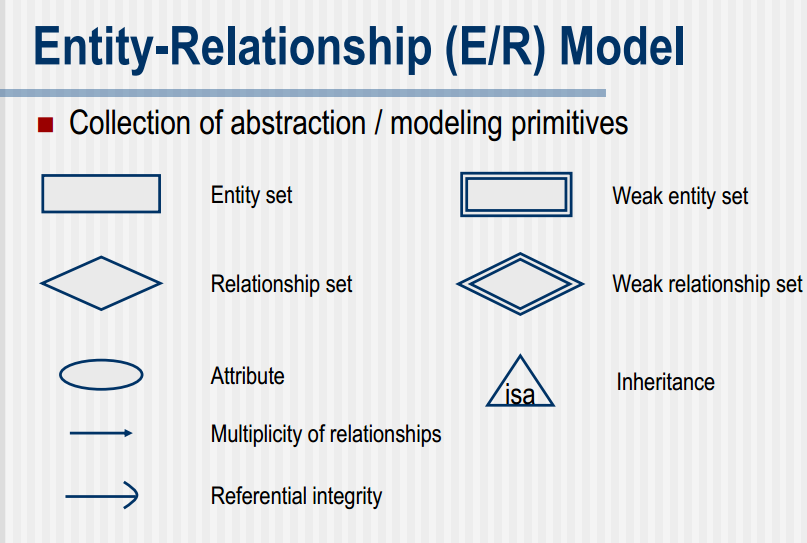 Entity-Relationship (E/R) Model
Collection of abstraction / modeling primitives
Entity set
Weak entity set
Relationship set
Weak relationship set
Attribute
isa
Inheritance
Multiplicity of relationships
Referential integrity